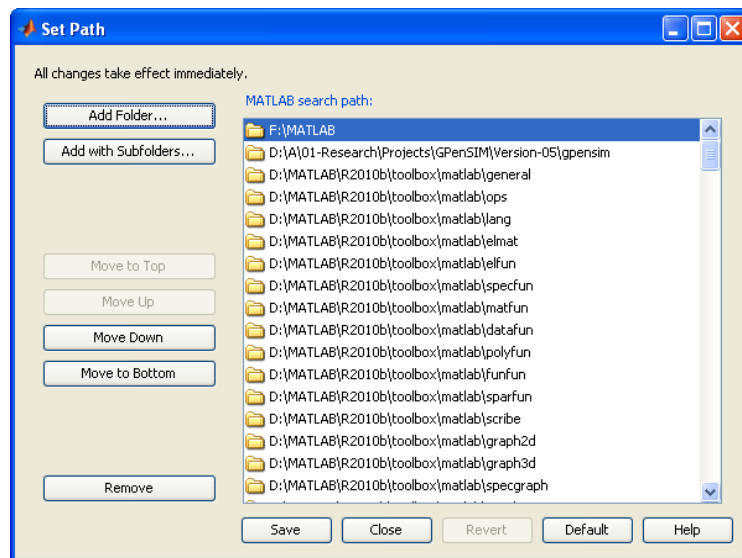 Set Path
All changes take effect immediately.
Add Folder...
Add with Subfolders...
Move to Top
Move Up
Move Down
Move to Bottom
Remove
MATLAB search path:
F:\MATLAB
D:\A\01-Research\Projects\GPenSIM\Version-05\gpensim
D:\MATLAB\R2010b\toolbox\matlab\general
D:\MATLAB\R2010b\toolbox\matlab\ops
D:\MATLAB\R2010b\toolbox\matlab\lang
D:\MATLAB\R2010b\toolbox\matlab\elmat
D:\MATLAB\R2010b\toolbox\matlab\elfun
D:\MATLAB\R2010b\toolbox\matlab\specfun
D:\MATLAB\R2010b\toolbox\matlab\matfun
D:\MATLAB\R2010b\toolbox\matlab\datafun
D:\MATLAB\R2010b\toolbox\matlab\polyfun
D:\MATLAB\R2010b\toolbox\matlab\funfun
D:\MATLAB\R2010b\toolbox\matlab\sparfun
D:\MATLAB\R2010b\toolbox\matlab\scribe
D:\MATLAB\R2010b\toolbox\matlab\graph2d
D:\MATLAB\R2010b\toolbox\matlab\graph3d
D:\MATLAB\R2010b\toolbox\matlab\specgraph
Save
Close
Revert
Default
Help